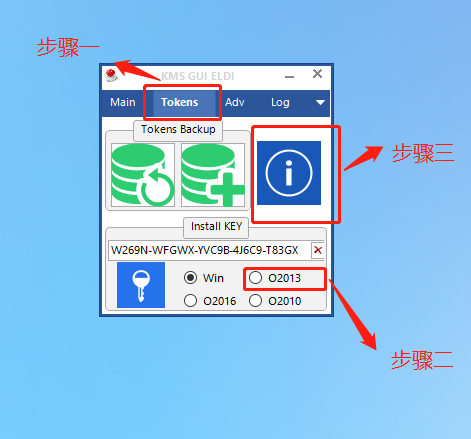 步骤一
KMS GUI ELDI
Main Tokens Adv Log
Tokens Backup
步骤三
Install KEY
W269N-WFGWX-YVC9B-4J6C9-T83GX
Win O2013
O2016 O2010
步骤二